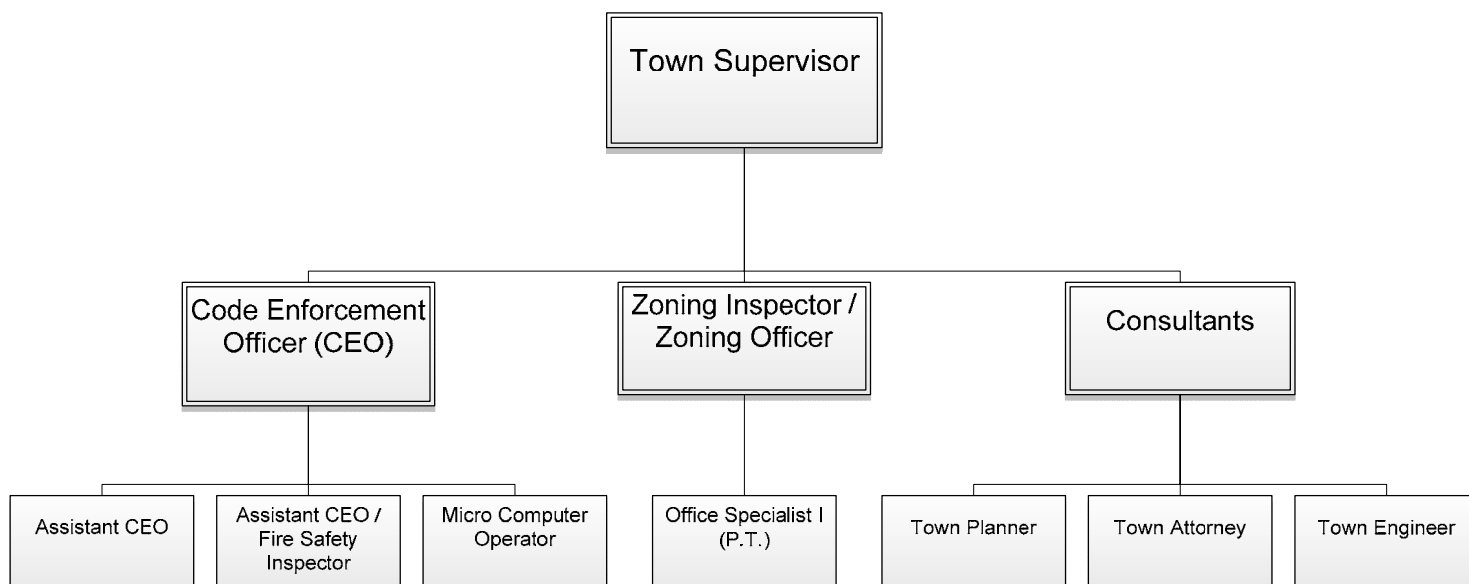 Town Supervisor
Code Enforcement
Officer (CEO)
Zoning Inspector /
Zoning Officer
Consultants
Assistant CEO
Assistant CEO /
Fire Safety
Inspector
Micro Computer
Operator
Office Specialist I
(P.T.)
Town Planner
Town Attorney
Town Engineer